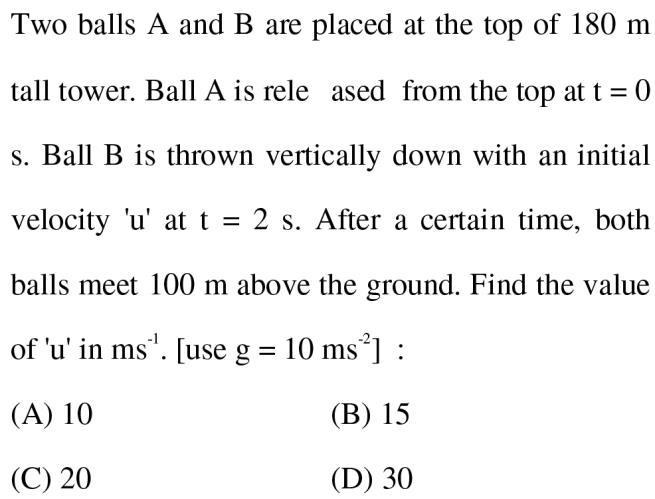 Two balls A and B are placed at the top of 180 m
tall tower. Ball A is rele ased from the top at t = 0
s. Ball B is thrown vertically down with an initial
velocity 'u' at t = 2 s. After a certain time, both
balls meet 100 m above the ground. Find the value
of 'u' in ms⁻¹. [use g = 10 ms⁻²] :
(A) 10 (B) 15
(C) 20 (D) 30